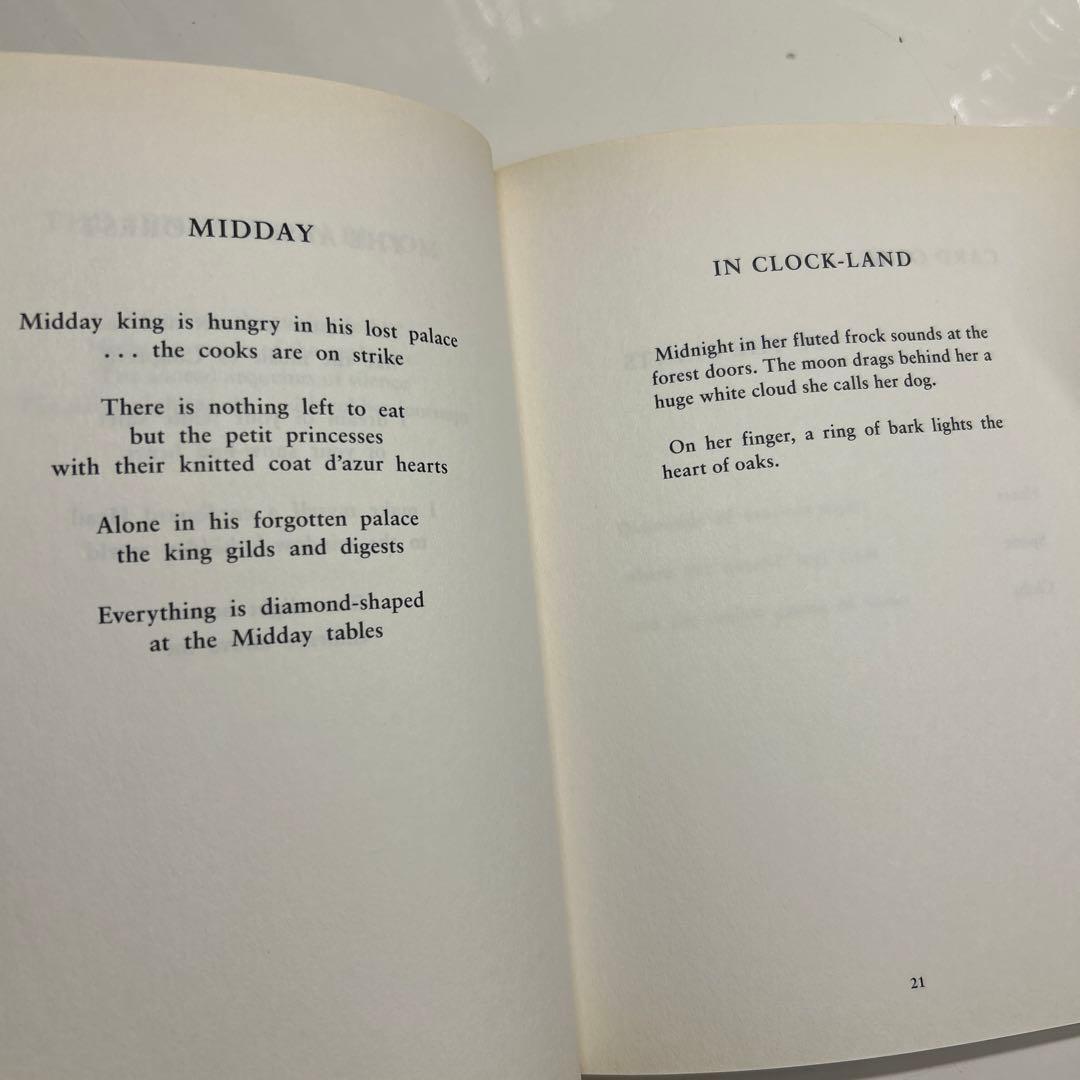 MIDDAY
Midday king is hungry in his lost palace
... the cooks are on strike
There is nothing left to eat
but the petit princesses
with their knitted coat d'azur hearts
Alone in his forgotten palace
the king gilds and digests
Everything is diamond-shaped
at the Midday tables
IN CLOCK-LAND
Midnight in her fluted frock sounds at the
forest doors. The moon drags behind her a
huge white cloud she calls her dog.
On her finger, a ring of bark lights the
heart of oaks.
21